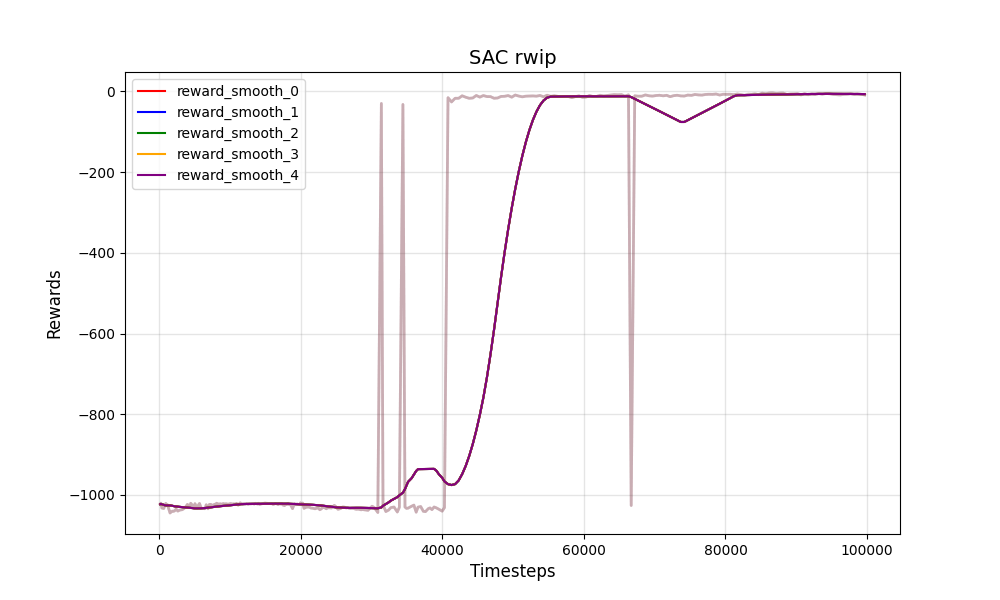 SAC rwip
reward_smooth_0
reward_smooth_1
reward_smooth_2
reward_smooth_3
reward_smooth_4
0
−200
−400
−600
−800
−1000
Rewards
0
20000
40000
60000
80000
100000
Timesteps